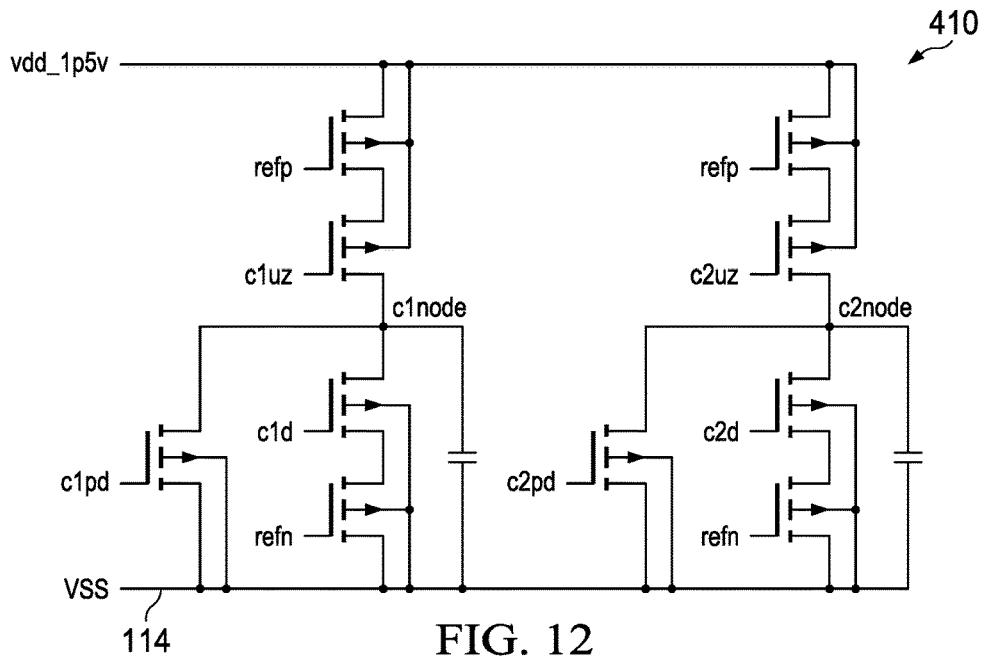 410
vdd_1p5v
refp
refp
c1uz
c2uz
c1node
c2node
c1d
c2d
c1pd
c2pd
refn
refn
VSS
114
FIG. 12